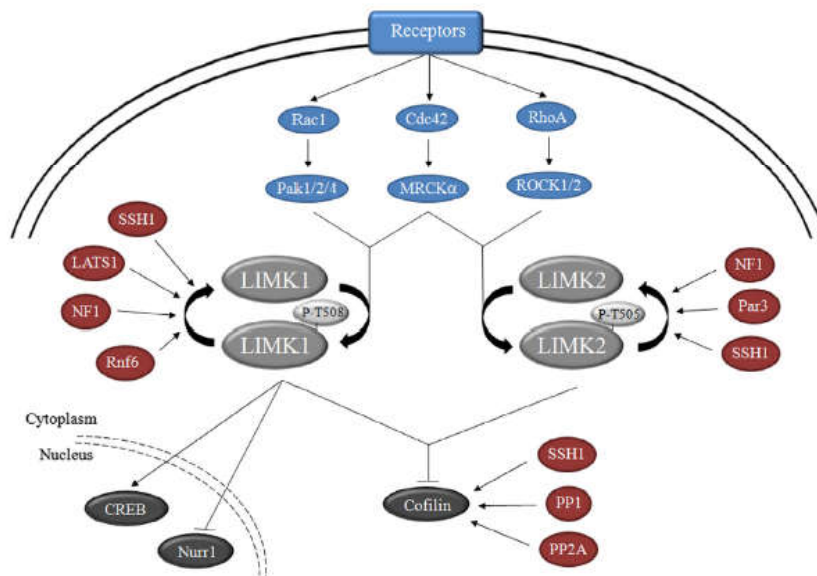 Receptors
Rac1
Cdc42
RhoA
Pak1/2/4
MRCKα
ROCK1/2
SSH1
LATS1
NF1
Rnf6
LIMK1
P-T508
LIMK1
LIMK2
P-T505
LIMK2
NF1
Par3
SSH1
Cytoplasm
Nucleus
CREB
Nurr1
Cofilin
SSH1
PP1
PP2A